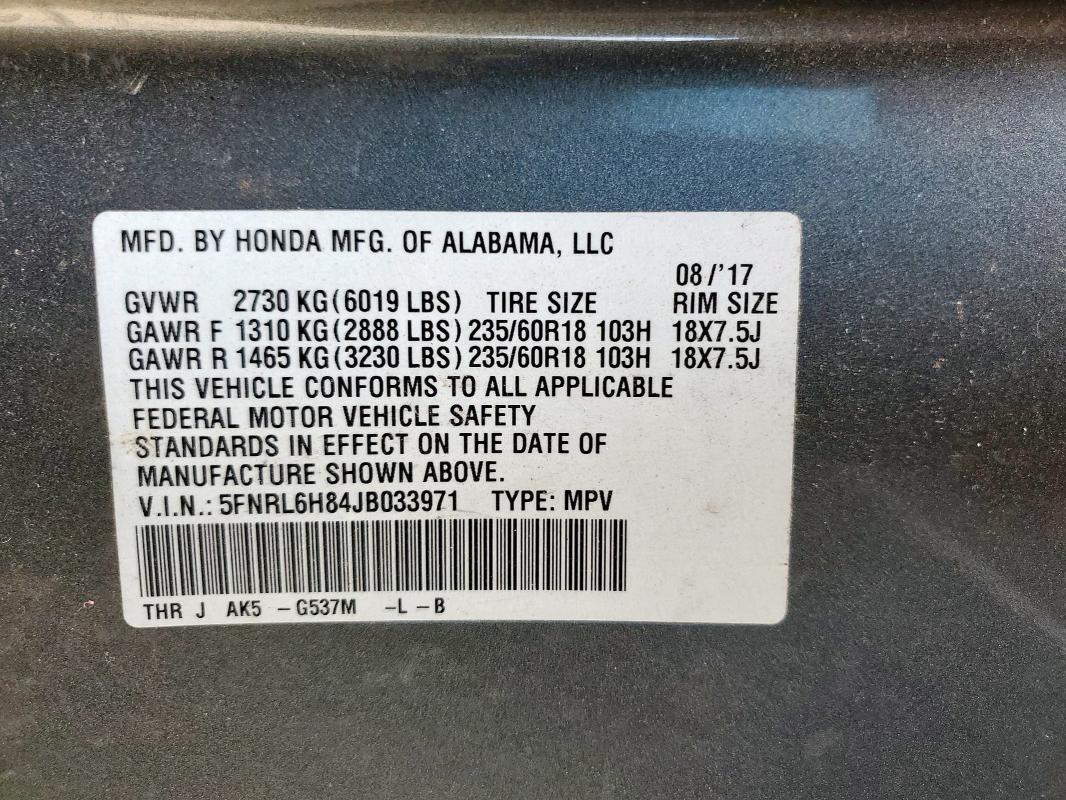 MFD. BY HONDA MFG. OF ALABAMA, LLC
08/'17
GVWR 2730 KG(6019 LBS) TIRE SIZE RIM SIZE
GAWR F 1310 KG(2888 LBS) 235/60R18 103H 18X7.5J
GAWR R 1465 KG(3230 LBS) 235/60R18 103H 18X7.5J
THIS VEHICLE CONFORMS TO ALL APPLICABLE
FEDERAL MOTOR VEHICLE SAFETY
STANDARDS IN EFFECT ON THE DATE OF
MANUFACTURE SHOWN ABOVE.
V.I.N.: 5FNRL6H84JB033971 TYPE: MPV
THR J AK5 -G537M -L -B